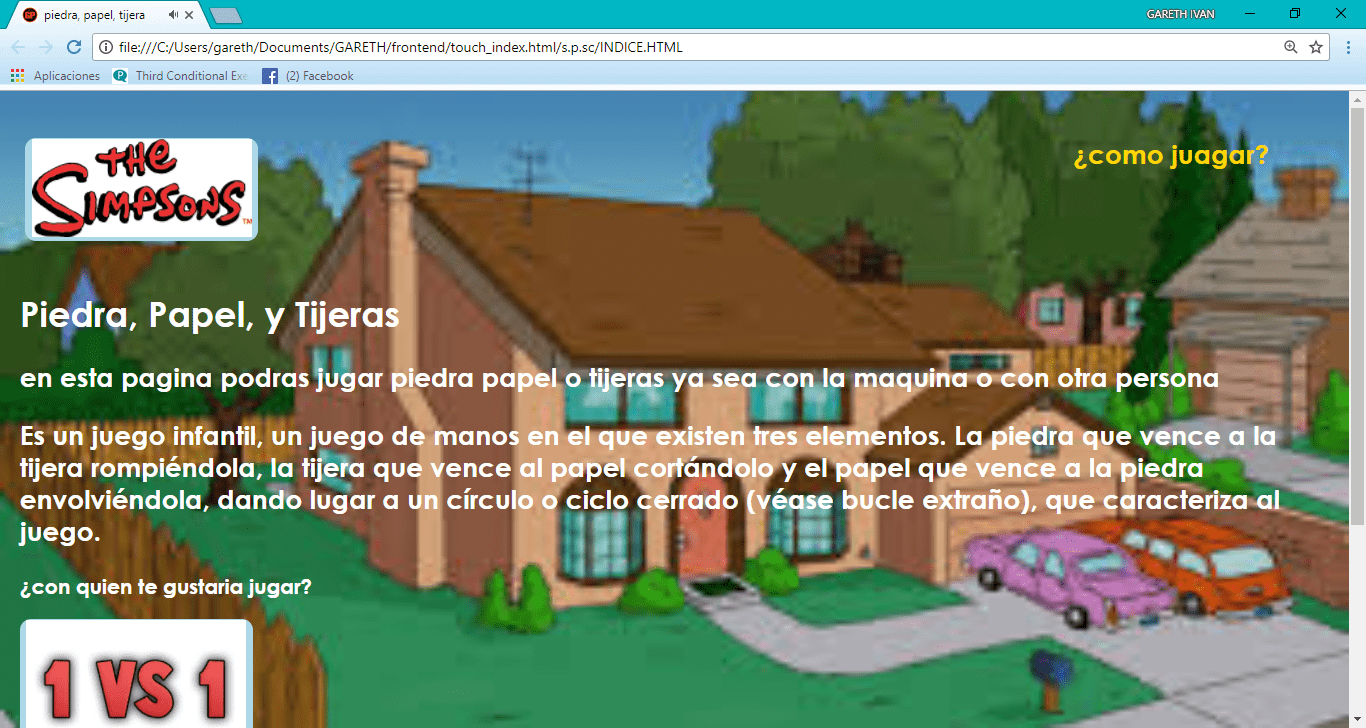 piedra, papel, tijera
GARETH IVAN
file:///C:/Users/gareth/Documents/GARETH/frontend/touch_index.html/s.p.sc/INDICE.HTML
Aplicaciones Third Conditional Exe (2) Facebook
THE
SIMPSONS
TM
¿como juagar?
Piedra, Papel, y Tijeras
en esta pagina podras jugar piedra papel o tijeras ya sea con la maquina o con otra persona
Es un juego infantil, un juego de manos en el que existen tres elementos. La piedra que vence a la
tijera rompiéndola, la tijera que vence al papel cortándolo y el papel que vence a la piedra
envolviéndola, dando lugar a un círculo o ciclo cerrado (véase bucle extraño), que caracteriza al
juego.
¿con quien te gustaria jugar?
1 VS 1